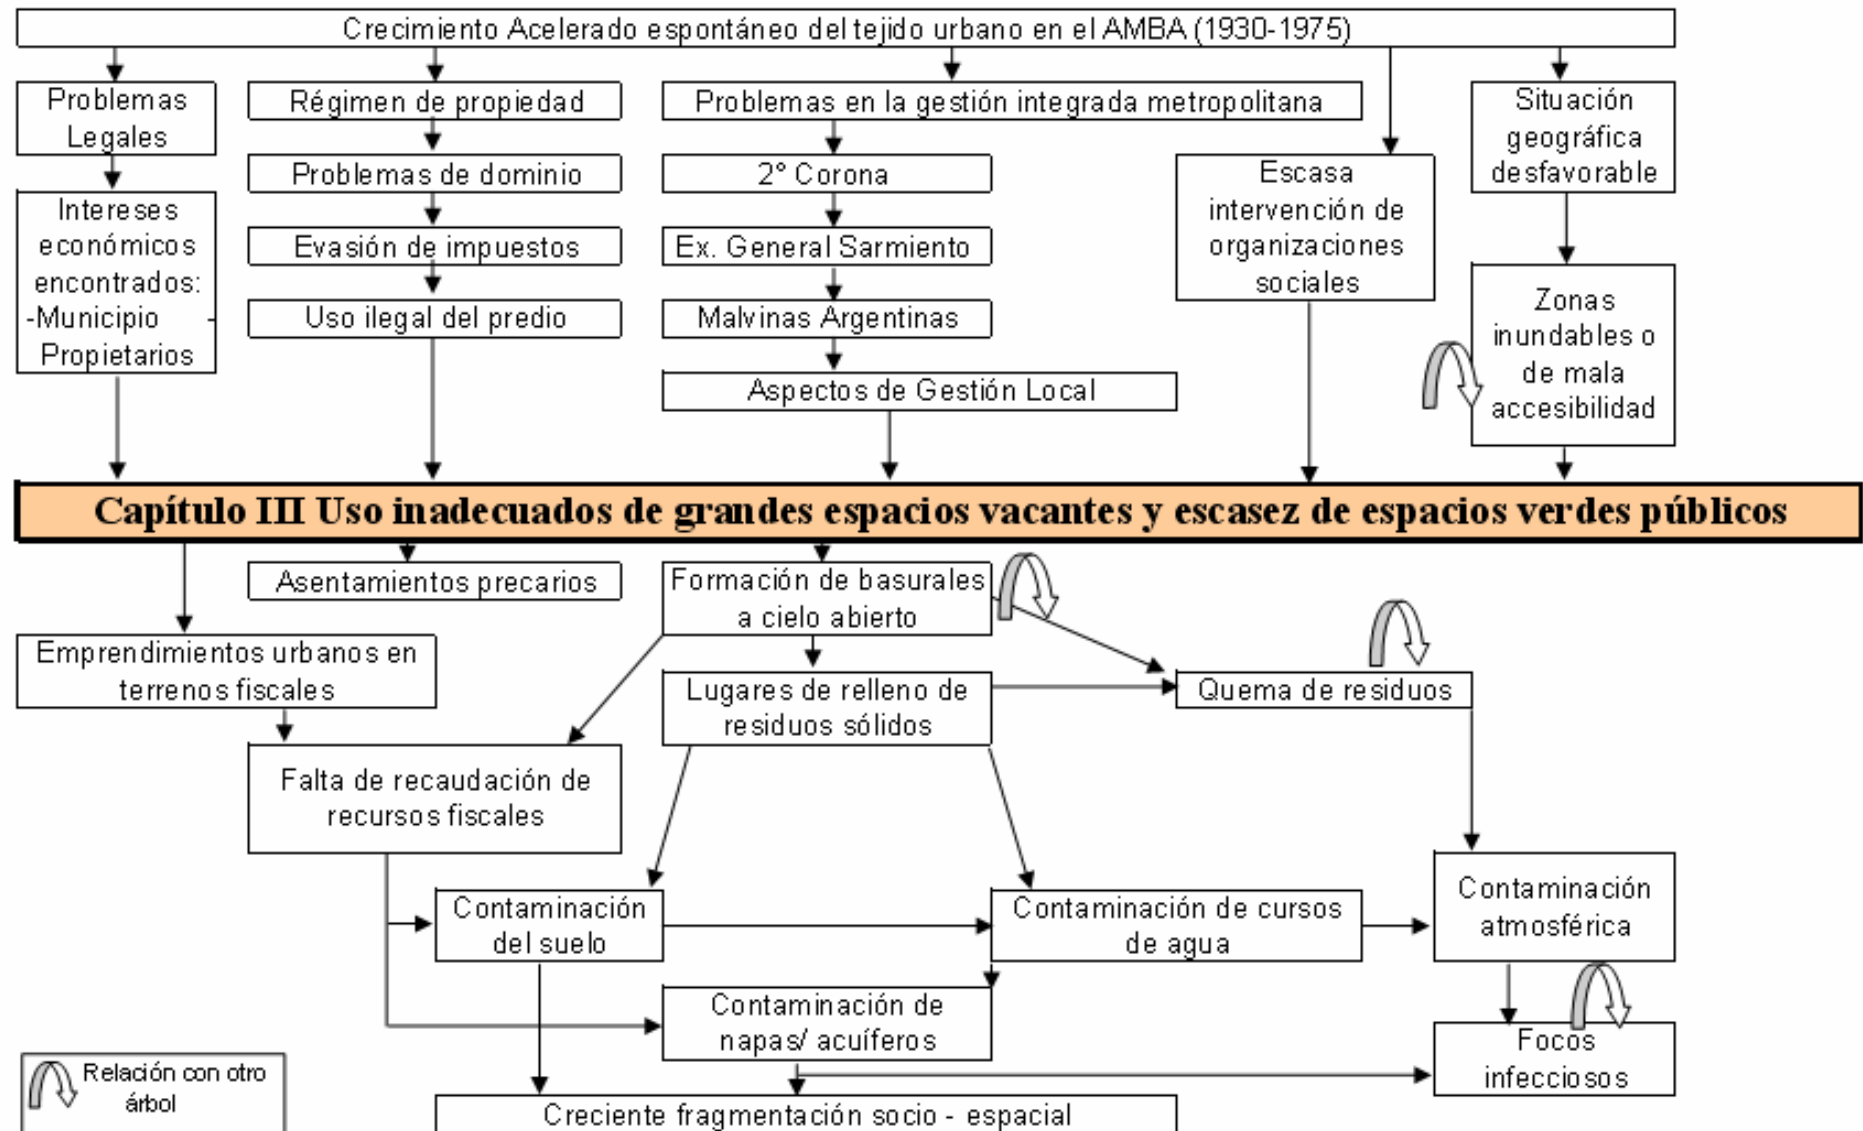 Crecimiento Acelerado espontáneo del tejido urbano en el AMBA (1930-1975)
Problemas
Legales
Régimen de propiedad
Problemas en la gestión integrada metropolitana
Situación
geográfica
desfavorable
Problemas de dominio
2° Corona
Escasa
intervención de
organizaciones
sociales
Intereses
económicos
encontrados:
-Municipio -
Propietarios
Evasión de impuestos
Ex. General Sarmiento
Zonas
inundables o
de mala
accesibilidad
Uso ilegal del predio
Malvinas Argentinas
Aspectos de Gestión Local
Capítulo III Uso inadecuados de grandes espacios vacantes y escasez de espacios verdes públicos
Asentamientos precarios
Formación de basurales
a cielo abierto
Emprendimientos urbanos en
terrenos fiscales
Lugares de relleno de
residuos sólidos
Quema de residuos
Falta de recaudación de
recursos fiscales
Contaminación
del suelo
Contaminación de cursos
de agua
Contaminación
atmosférica
Contaminación de
napas/ acuíferos
Focos
infecciosos
Relación con otro
árbol
Creciente fragmentación socio - espacial